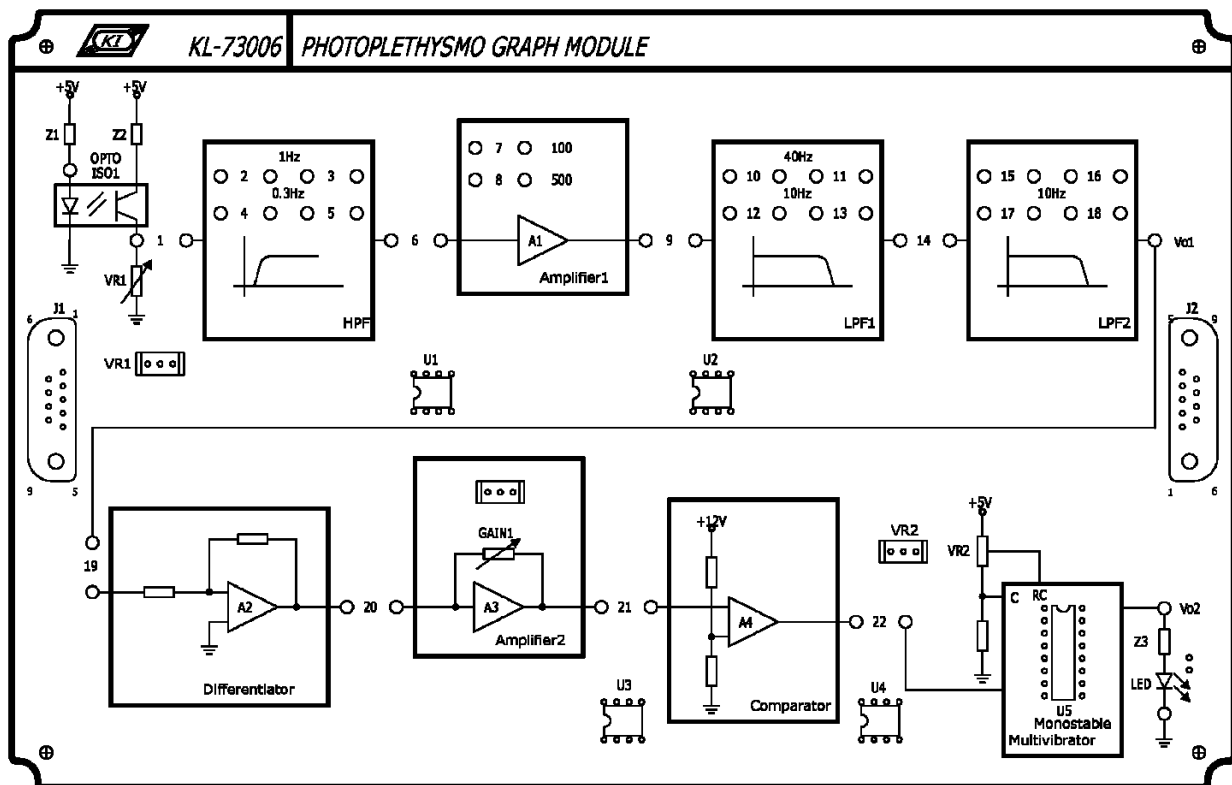 KI KL-73006 PHOTOPLETHYSMO GRAPH MODULE
+5V +5V
Z1 Z2
OPTO
ISO1
1
VR1
1Hz
2 3
0.3Hz
4 5
HPF
6
7 100
8 500
A1
Amplifier1
9
40Hz
10 11
10Hz
12 13
LPF1
14
15 16
10Hz
17 18
LPF2
Vo1
J1
6 1
9 5
VR1
U1
U2
J2
5 9
1 6
19
A2
Differentiator
20
GAIN1
A3
Amplifier2
21
U3
+12V
A4
Comparator
22
U4
VR2
+5V
VR2
C RC
U5
Monostable
Multivibrator
Vo2
Z3
LED